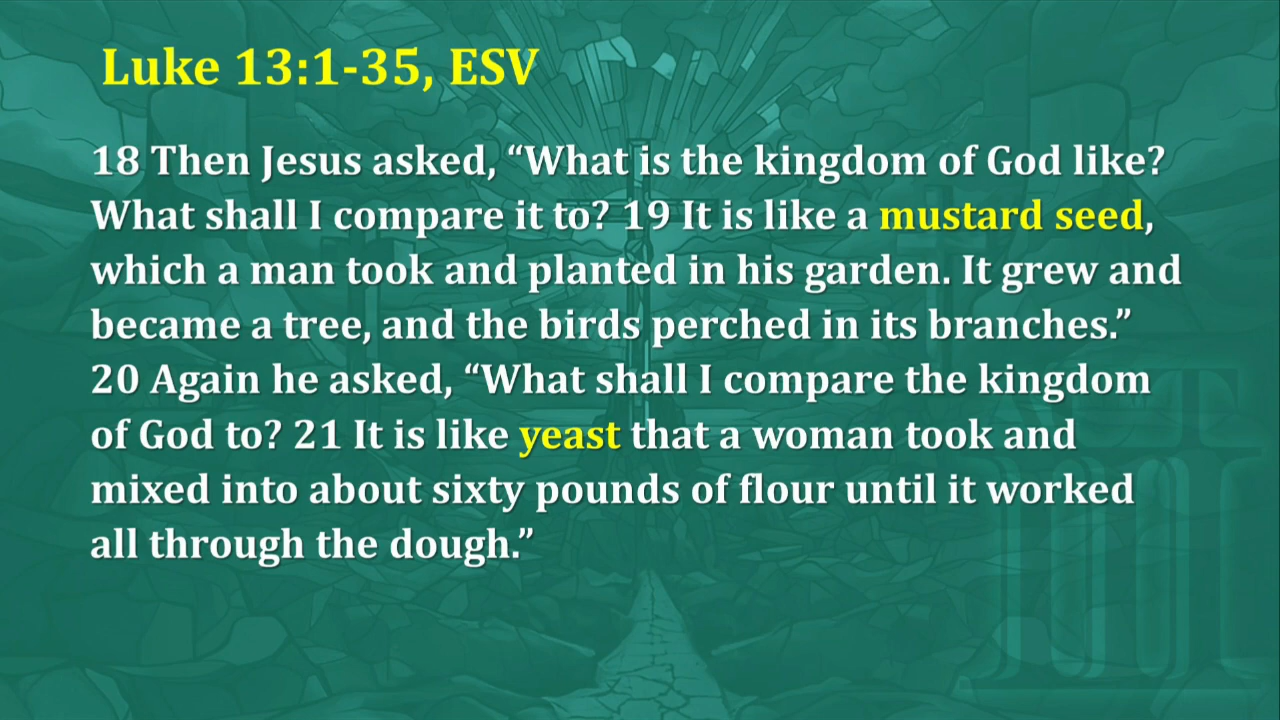 Luke 13:1-35, ESV
18 Then Jesus asked, “What is the kingdom of God like?
What shall I compare it to? 19 It is like a mustard seed,
which a man took and planted in his garden. It grew and
became a tree, and the birds perched in its branches.”
20 Again he asked, “What shall I compare the kingdom
of God to? 21 It is like yeast that a woman took and
mixed into about sixty pounds of flour until it worked
all through the dough.”